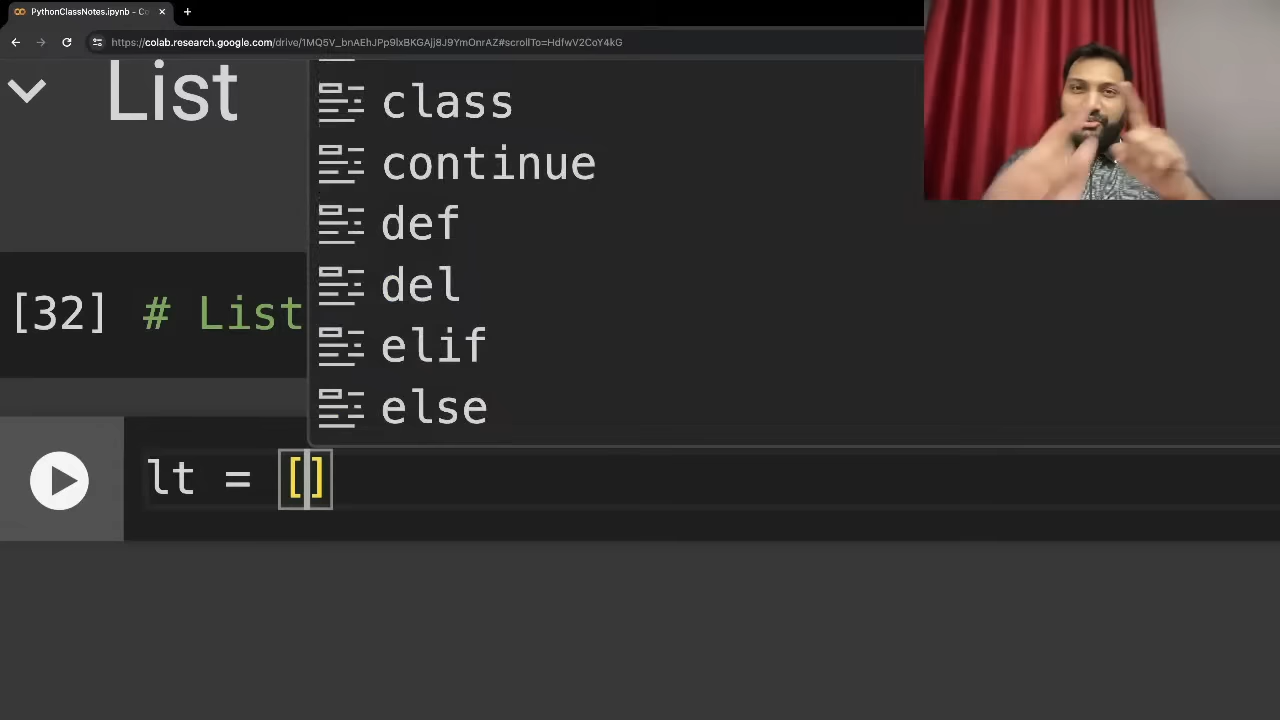 PythonClassNotes.ipynb - Co
https://colab.research.google.com/drive/1MQ5V_bnAEhJPp9lxBKGAjj8J9YmOnrAZ#scrollTo=HdfwV2CoY4kG
List
class
continue
def
del
elif
else
[32] # List
lt = []